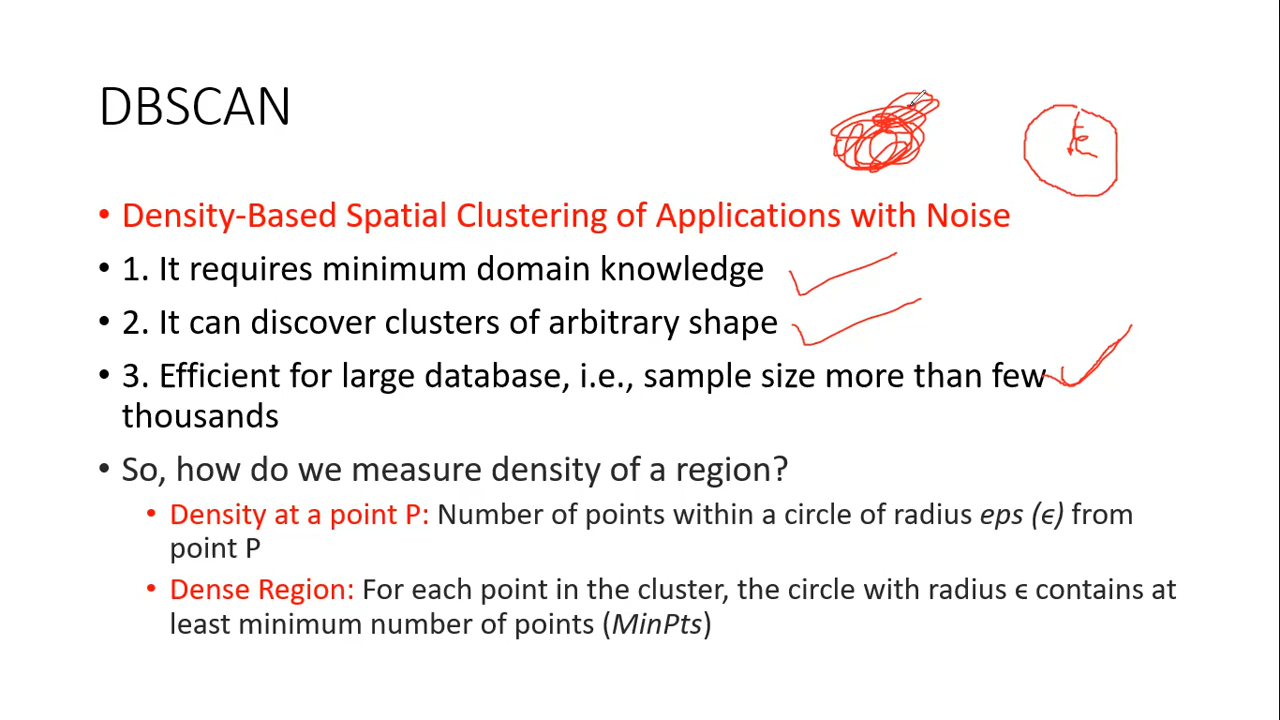 DBSCAN
• Density-Based Spatial Clustering of Applications with Noise
• 1. It requires minimum domain knowledge
• 2. It can discover clusters of arbitrary shape
• 3. Efficient for large database, i.e., sample size more than few
thousands
• So, how do we measure density of a region?
• Density at a point P: Number of points within a circle of radius eps (ϵ) from
point P
• Dense Region: For each point in the cluster, the circle with radius ϵ contains at
least minimum number of points (MinPts)